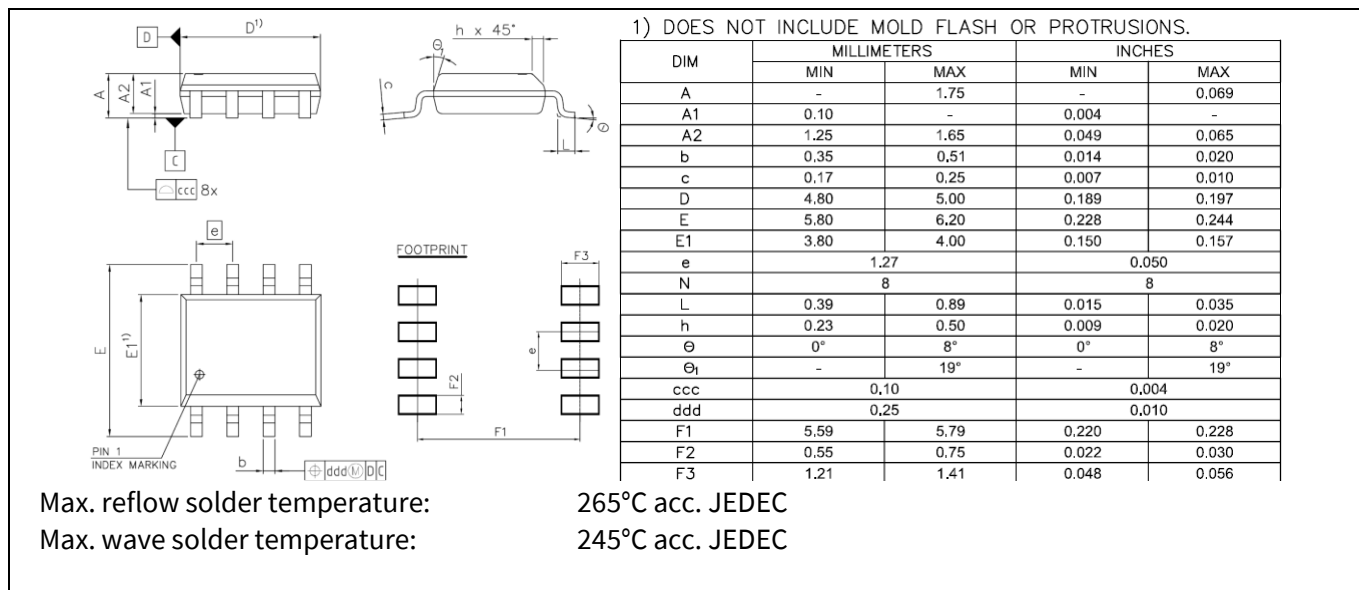 1) DOES NOT INCLUDE MOLD FLASH OR PROTRUSIONS.
D
D1)
h x 45°
Θ1
A
A2
A1
c
C
ccc 8x
L
Θ
e
E
E11)
PIN 1
INDEX MARKING
b
ddd Ⓜ D C
FOOTPRINT
F3
e
F2
F1
DIM MILLIMETERS INCHES
MIN MAX MIN MAX
A - 1.75 - 0,069
A1 0.10 - 0,004 -
A2 1.25 1.65 0,049 0,065
b 0,35 0,51 0,014 0,020
c 0,17 0,25 0,007 0,010
D 4,80 5,00 0,189 0,197
E 5,80 6,20 0,228 0,244
E1 3,80 4,00 0,150 0,157
e 1,27 0,050
N 8 8
L 0.39 0.89 0.015 0.035
h 0.23 0.50 0.009 0.020
Θ 0° 8° 0° 8°
Θ1 - 19° - 19°
ccc 0,10 0,004
ddd 0,25 0,010
F1 5,59 5,79 0,220 0,228
F2 0,55 0,75 0,022 0,030
F3 1,21 1,41 0,048 0,056
Max. reflow solder temperature: 265°C acc. JEDEC
Max. wave solder temperature: 245°C acc. JEDEC